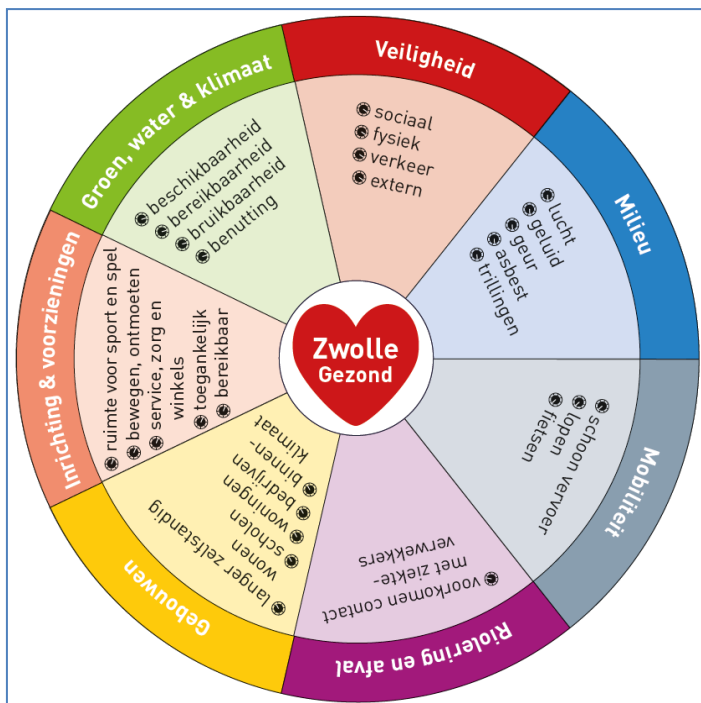 Zwolle
Gezond
Veiligheid
sociaal
fysiek
verkeer
extern
Milieu
lucht
geluid
geur
asbest
trillingen
Mobiliteit
schoon vervoer
lopen
fietsen
Riolering en afval
voorkomen contact
met ziekte-
verwekkers
Gebouwen
langer zelfstandig
wonen
scholen
woningen
bedrijven
binnen-
klimaat
Inrichting & voorzieningen
ruimte voor sport en spel
bewegen, ontmoeten
service, zorg en
winkels
toegankelijk
bereikbaar
Groen, water & klimaat
beschikbaarheid
bereikbaarheid
bruikbaarheid
benutting